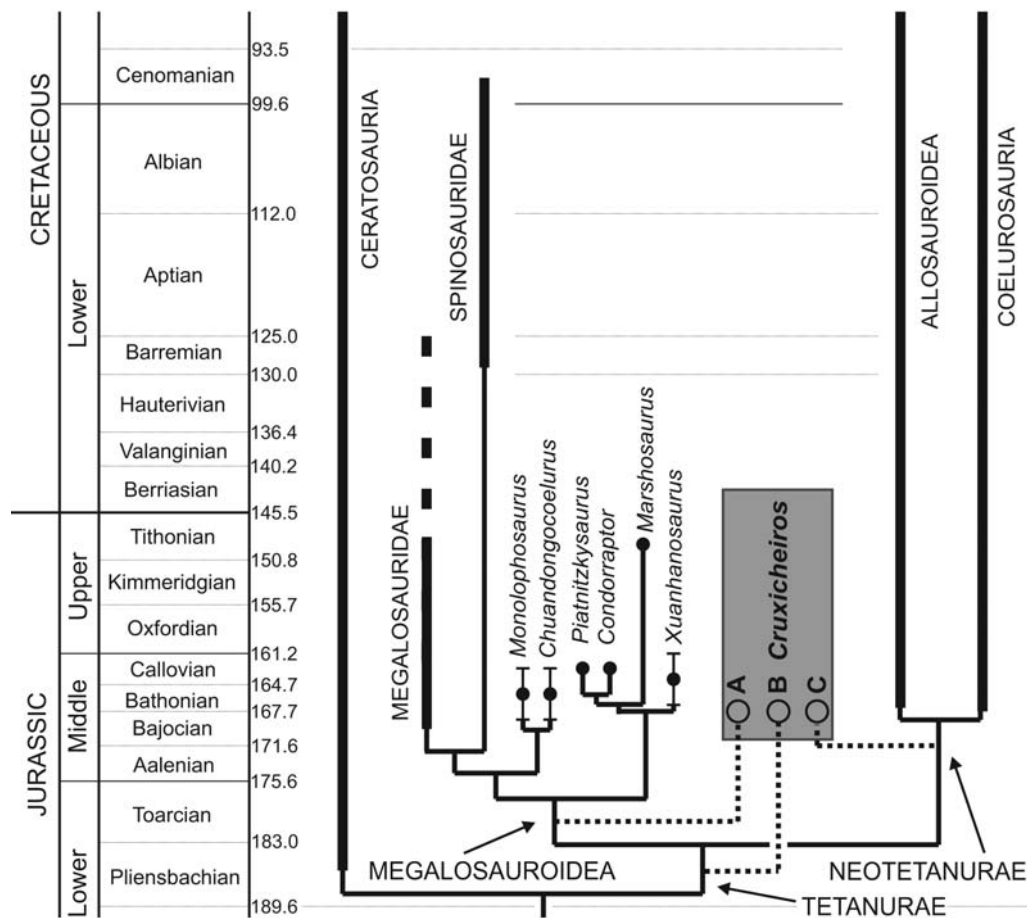 CRETACEOUS
JURASSIC
Lower
Upper
Middle
Lower
Cenomanian
Albian
Aptian
Barremian
Hauterivian
Valanginian
Berriasian
Tithonian
Kimmeridgian
Oxfordian
Callovian
Bathonian
Bajocian
Aalenian
Toarcian
Pliensbachian
93.5
99.6
112.0
125.0
130.0
136.4
140.2
145.5
150.8
155.7
161.2
164.7
167.7
171.6
175.6
183.0
189.6
CERATOSAURIA
MEGALOSAURIDAE
SPINOSAURIDAE
Monolophosaurus
Chuandongocoelurus
Piatnitzkysaurus
Condorraptor
Marshosaurus
Xuanhanosaurus
Cruxicheiros
A
B
C
ALLOSAUROIDEA
COELUROSAURIA
MEGALOSAUROIDEA
NEOTETANURAE
TETANURAE